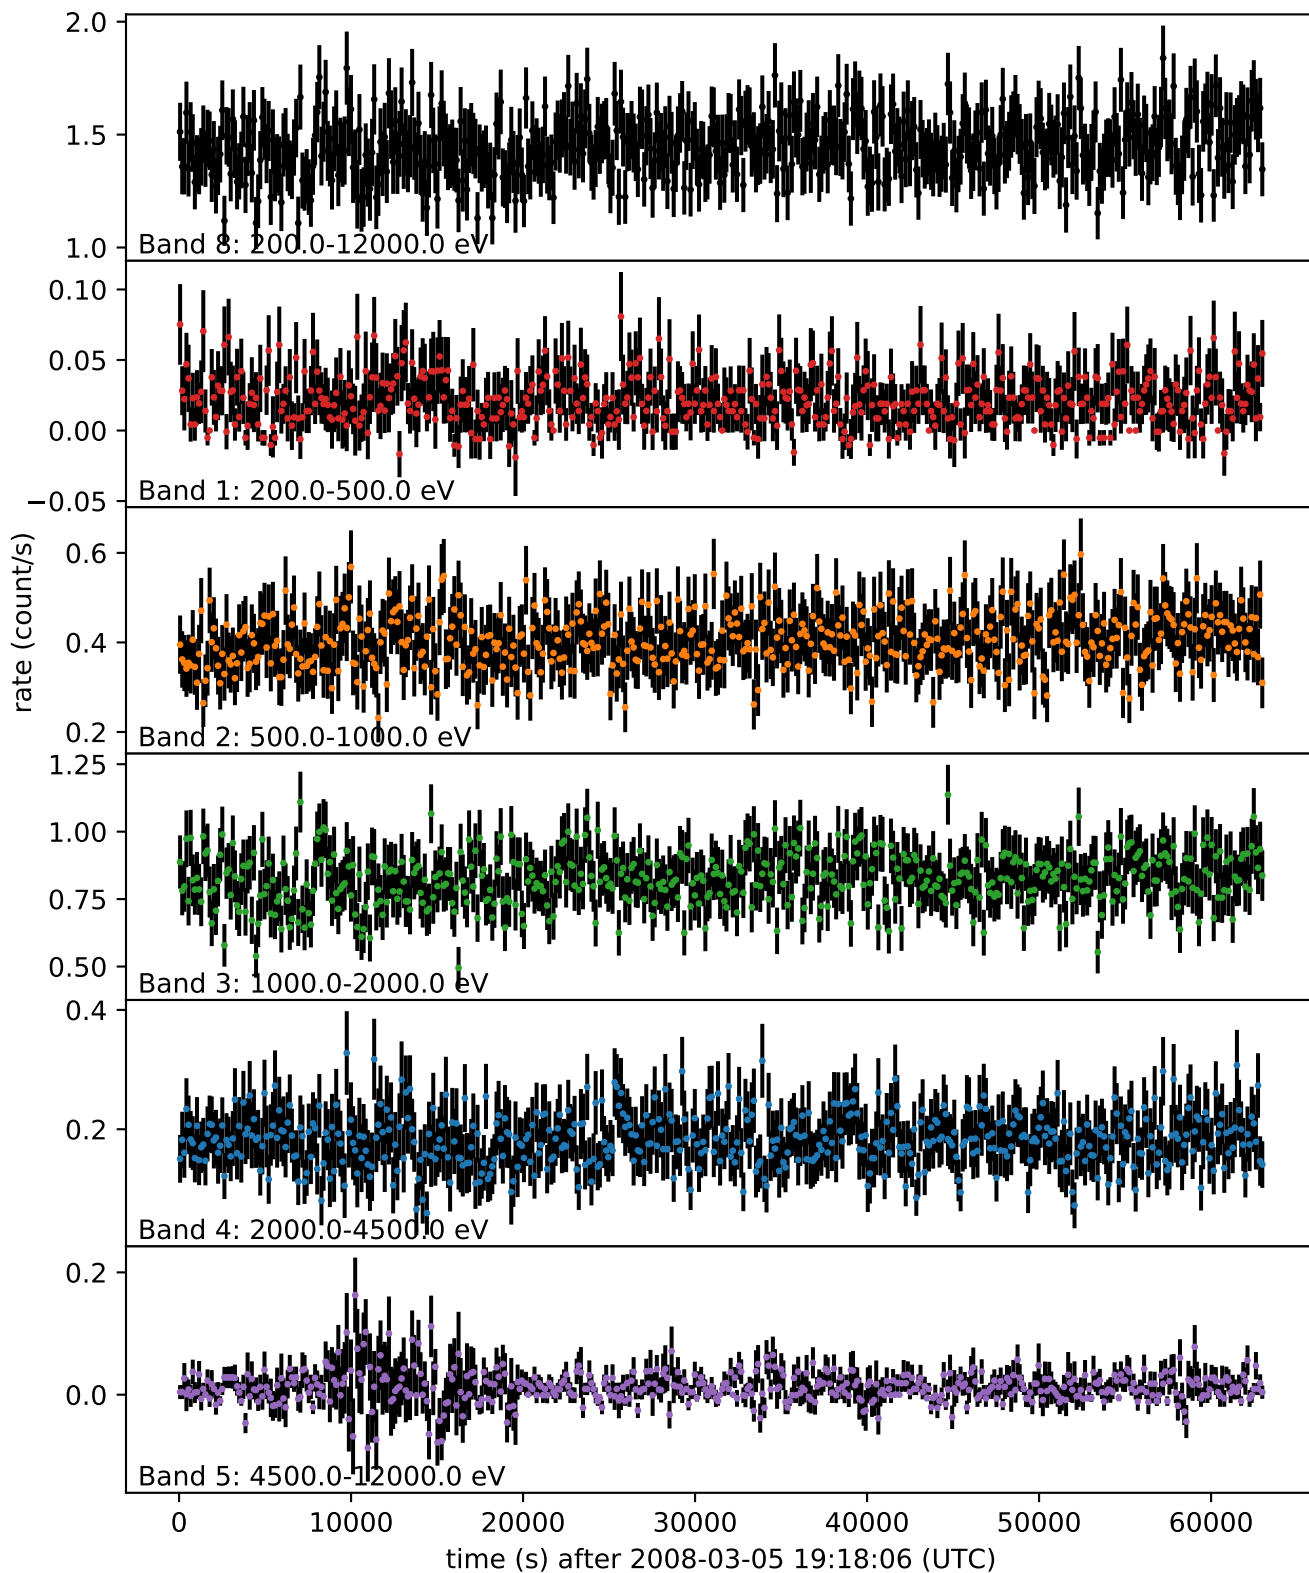 2.0
1.5
1.0
Band 8: 200.0-12000.0 eV
0.10
0.05
0.00
−0.05
Band 1: 200.0-500.0 eV
rate (count/s)
0.6
0.4
0.2
Band 2: 500.0-1000.0 eV
1.25
1.00
0.75
0.50
Band 3: 1000.0-2000.0 eV
0.4
0.2
Band 4: 2000.0-4500.0 eV
0.2
0.0
Band 5: 4500.0-12000.0 eV
0 10000 20000 30000 40000 50000 60000
time (s) after 2008-03-05 19:18:06 (UTC)